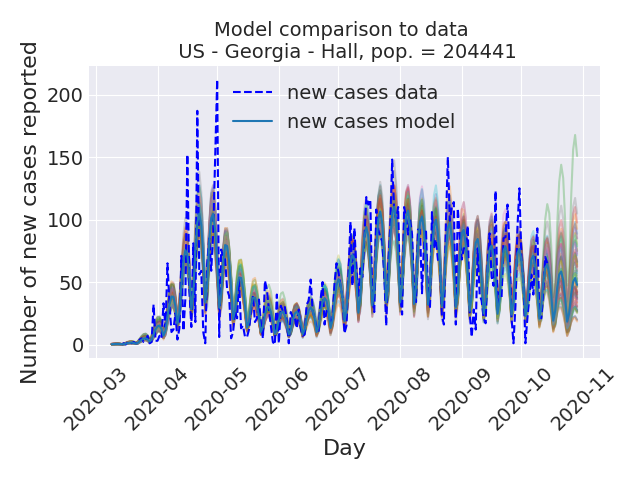 Model comparison to data
US - Georgia - Hall, pop. = 204441
Number of new cases reported
200
150
100
50
0
new cases data
new cases model
2020-03
2020-04
2020-05
2020-06
2020-07
2020-08
2020-09
2020-10
2020-11
Day